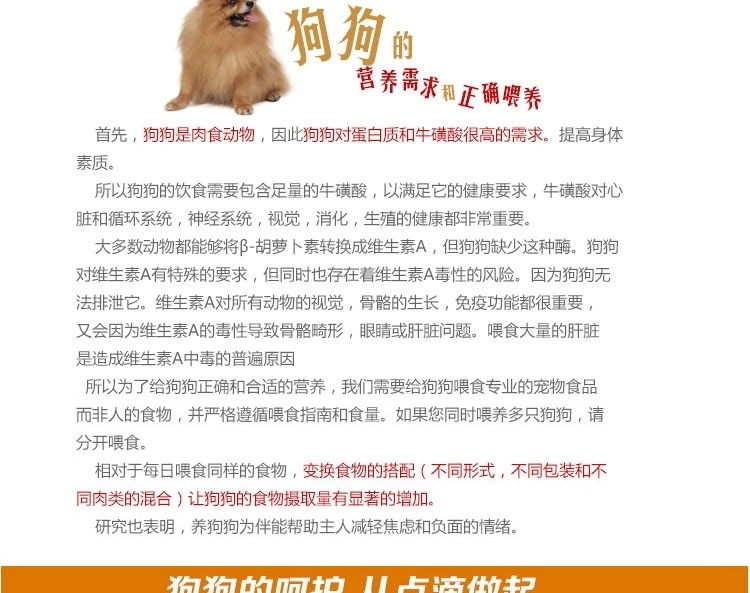 狗狗的
营养需求和正确喂养
首先，狗狗是肉食动物，因此狗狗对蛋白质和牛磺酸很高的需求。提高身体
素质。
所以狗狗的饮食需要包含足量的牛磺酸，以满足它的健康要求，牛磺酸对心
脏和循环系统，神经系统，视觉，消化，生殖的健康都非常重要。
大多数动物都能够将β-胡萝卜素转换成维生素A，但狗狗缺少这种酶。狗狗
对维生素A有特殊的要求，但同时也存在着维生素A毒性的风险。因为狗狗无
法排泄它。维生素A对所有动物的视觉，骨骼的生长，免疫功能都很重要，
又会因为维生素A的毒性导致骨骼畸形，眼睛或肝脏问题。喂食大量的肝脏
是造成维生素A中毒的普遍原因
所以为了给狗狗正确和合适的营养，我们需要给狗狗喂食专业的宠物食品
而非人的食物，并严格遵循喂食指南和食量。如果您同时喂养多只狗狗，请
分开喂食。
相对于每日喂食同样的食物，变换食物的搭配（不同形式，不同包装和不
同肉类的混合）让狗狗的食物摄取量有显著的增加。
研究也表明，养狗狗为伴能帮助主人减轻焦虑和负面的情绪。
狗狗的呵护 从点滴做起